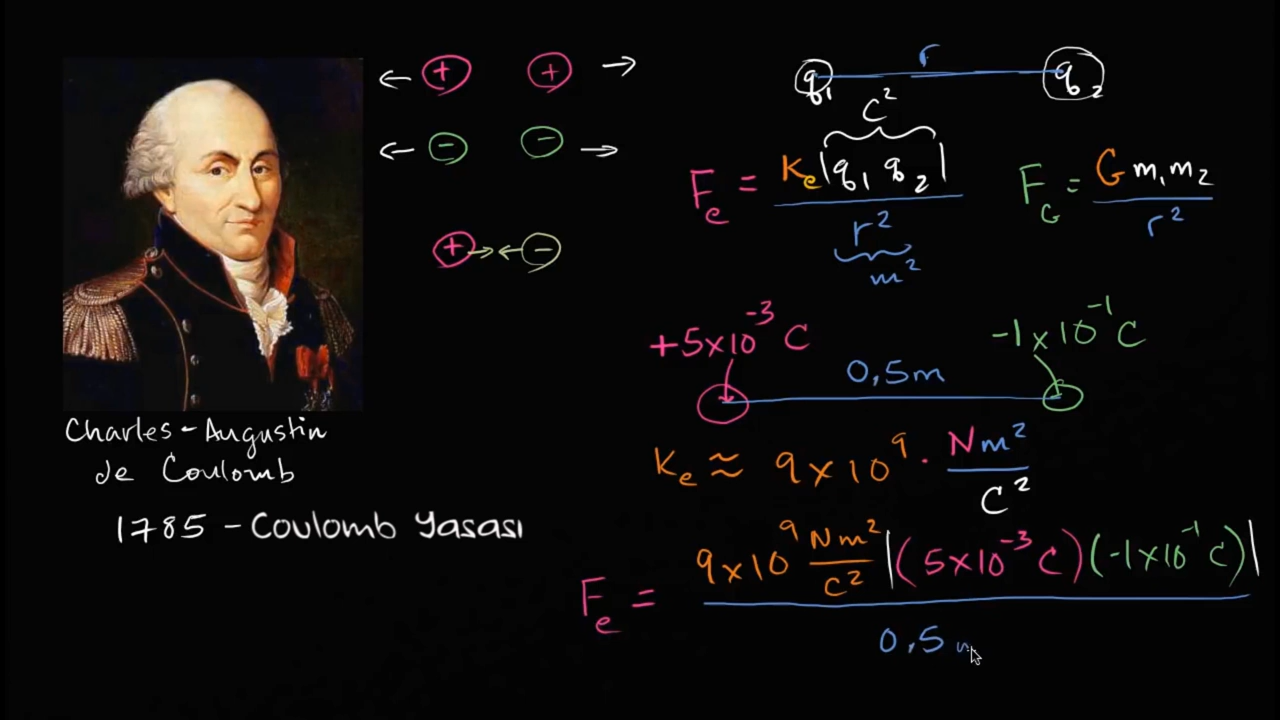 + +
- -
+ -
Charles-Augustin
de Coulomb
1785 - Coulomb Yasası
q₁ r q₂
C²
Fₑ = Kₑ|q₁ q₂| / r²
m²
F_G = G m₁m₂ / r²
+5x10⁻³ C
-1x10⁻¹ C
0,5m
Kₑ ≈ 9x10⁹ · Nm² / C²
Fₑ = 9x10⁹ Nm²/C² |(5x10⁻³ C)(-1x10⁻¹ C)|
0,5